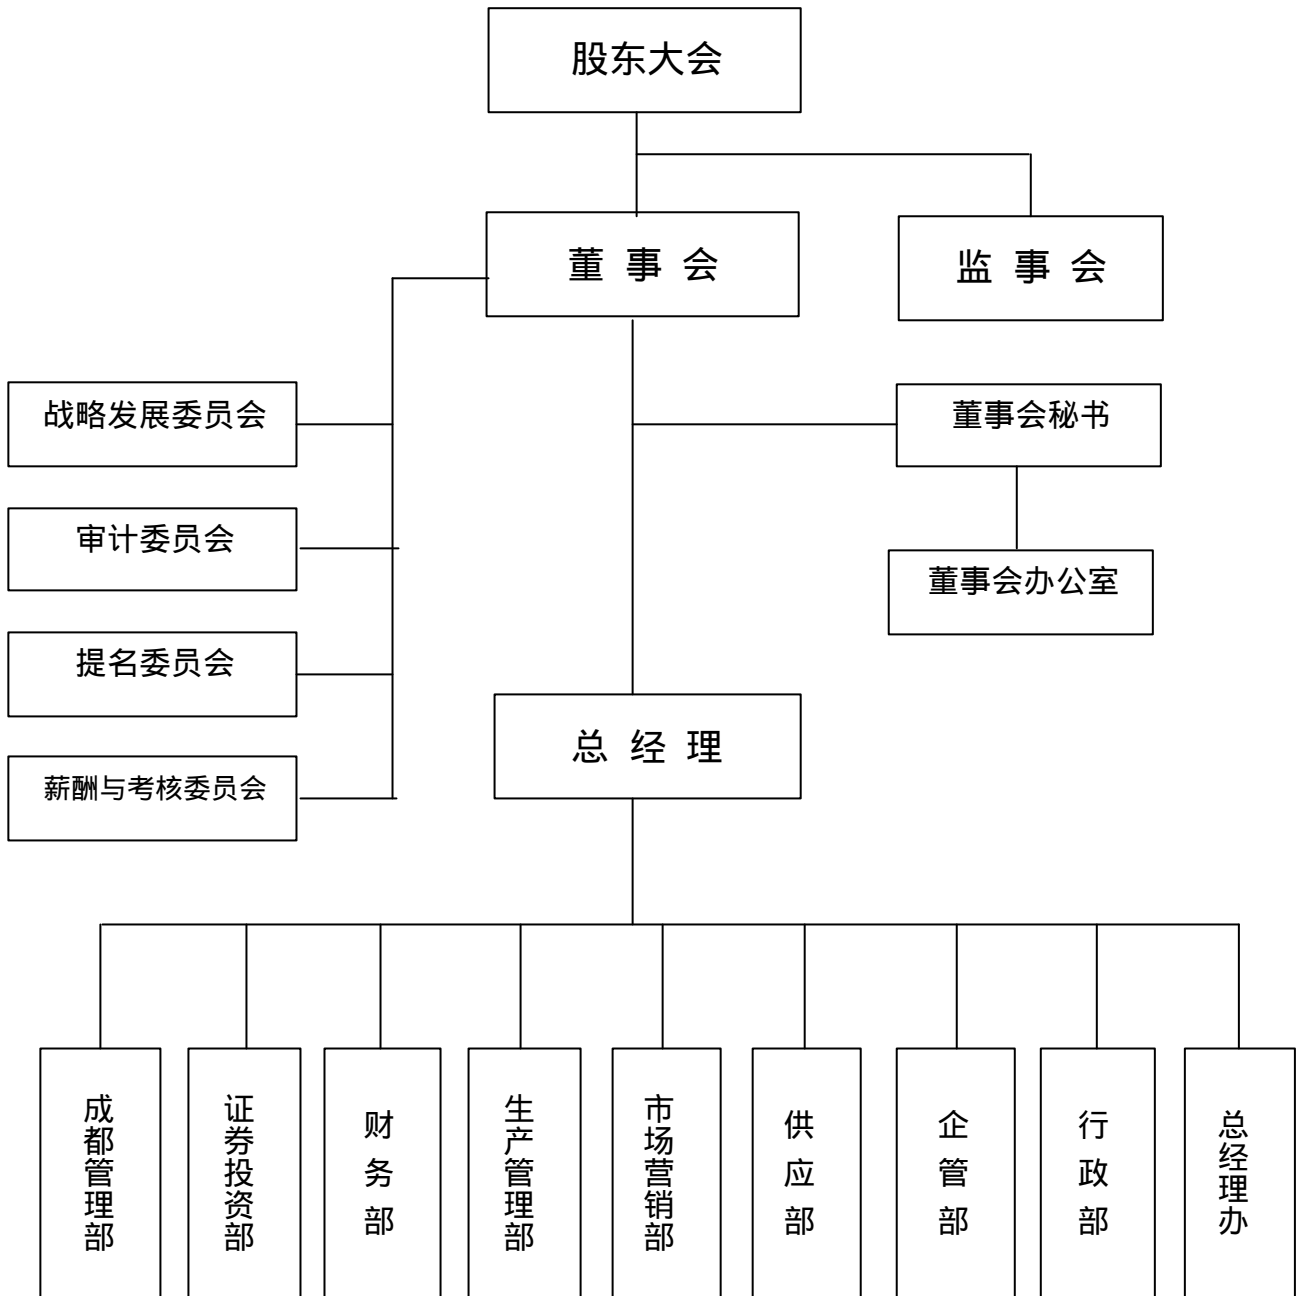 股东大会
董 事 会
监 事 会
战略发展委员会
董事会秘书
审计委员会
董事会办公室
提名委员会
总 经 理
薪酬与考核委员会
成都管理部
证券投资部
财务部
生产管理部
市场营销部
供应部
企管部
行政部
总经理办